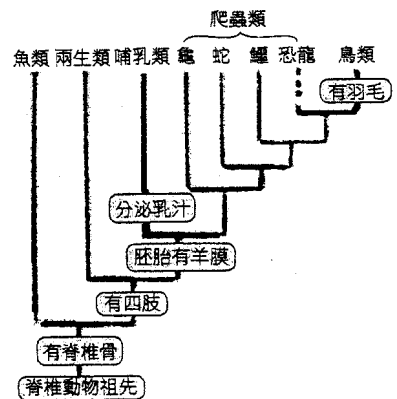 爬蟲類
魚類 兩生類 哺乳類 龜 蛇 鱷 恐龍 鳥類
有羽毛
分泌乳汁
胚胎有羊膜
有四肢
有脊椎骨
脊椎動物祖先